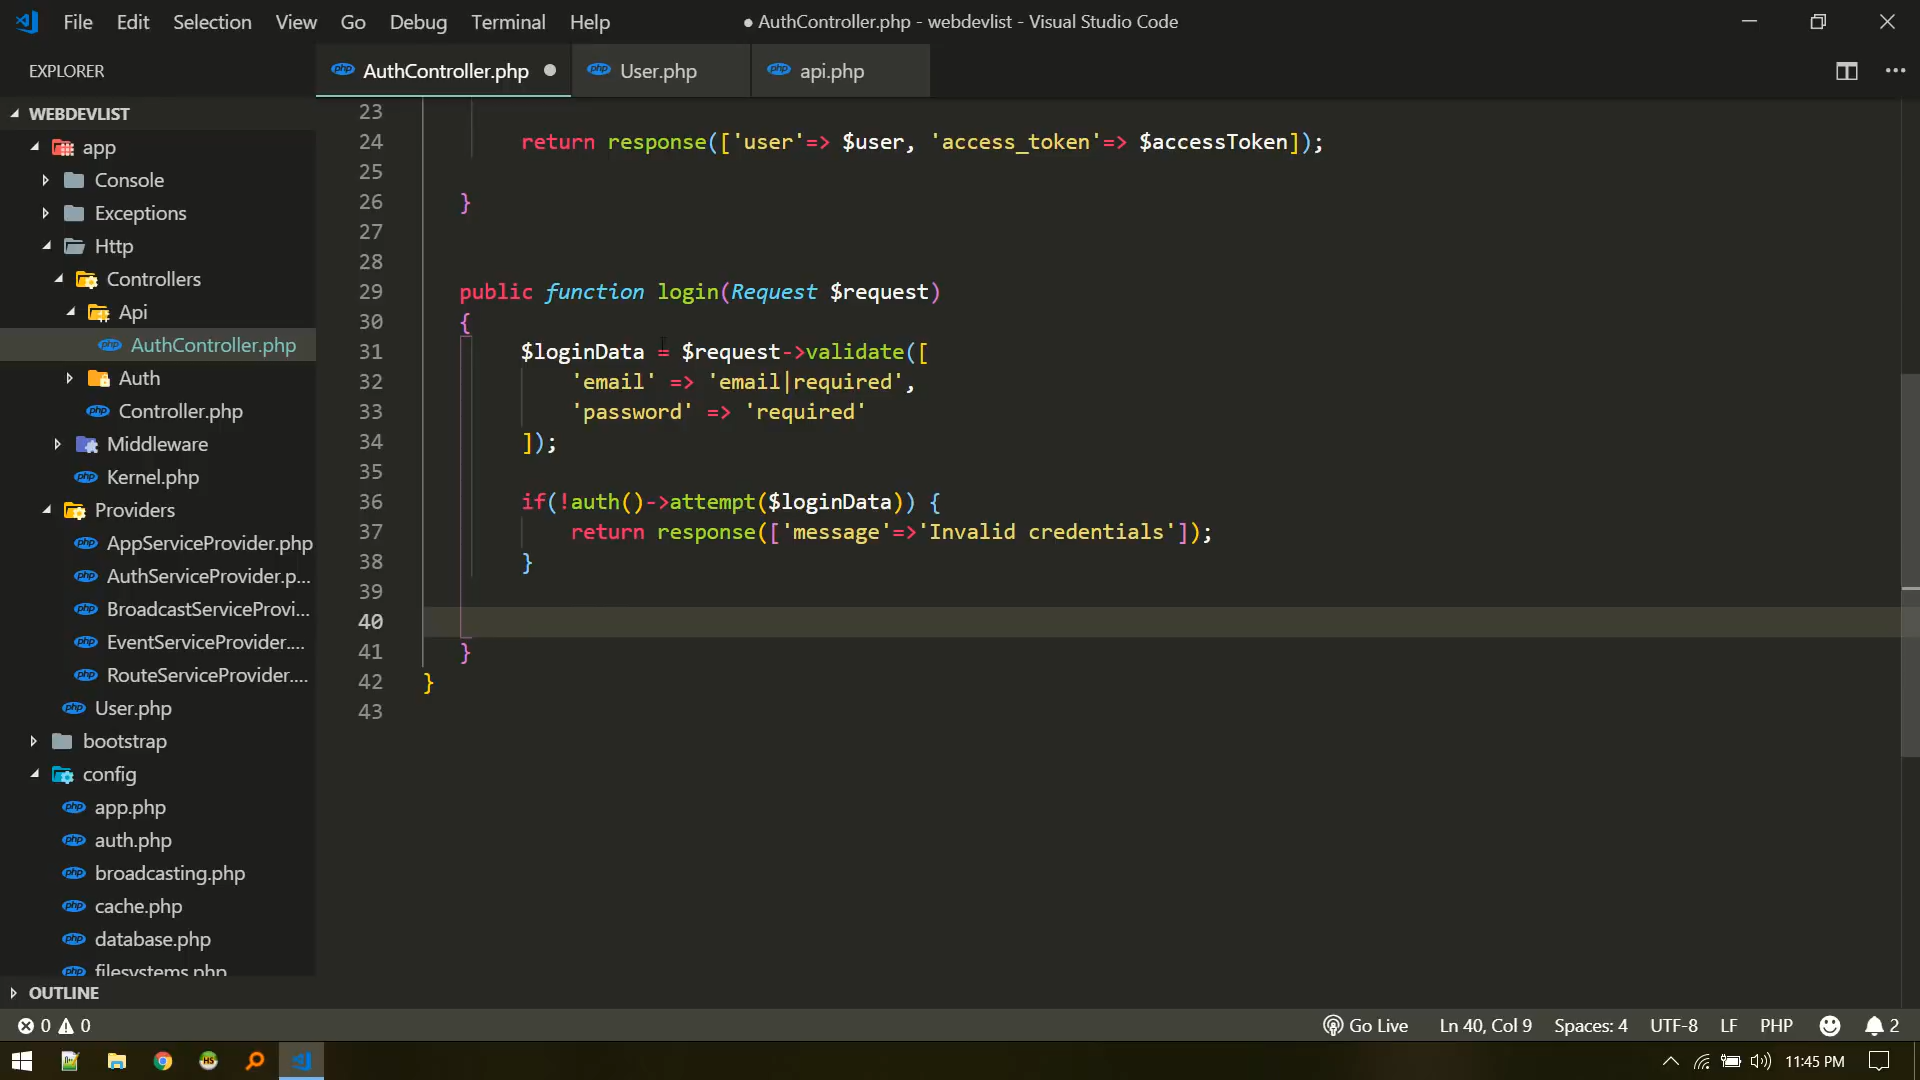 File Edit Selection View Go Debug Terminal Help
● AuthController.php - webdevlist - Visual Studio Code
EXPLORER
AuthController.php
User.php
api.php
WEBDEVLIST
app
Console
Exceptions
Http
Controllers
Api
AuthController.php
Auth
Controller.php
Middleware
Kernel.php
Providers
AppServiceProvider.php
AuthServiceProvider.p...
BroadcastServiceProvi...
EventServiceProvider....
RouteServiceProvider....
User.php
bootstrap
config
app.php
auth.php
broadcasting.php
cache.php
database.php
filesystems.php
OUTLINE
23
24 return response(['user'=> $user, 'access_token'=> $accessToken]);
25
26 }
27
28
29 public function login(Request $request)
30 {
31 $loginData = $request->validate([
32 'email' => 'email|required',
33 'password' => 'required'
34 ]);
35
36 if(!auth()->attempt($loginData)) {
37 return response(['message'=>'Invalid credentials']);
38 }
39
40
41 }
42 }
43
0 0
Go Live Ln 40, Col 9 Spaces: 4 UTF-8 LF PHP 2
11:45 PM